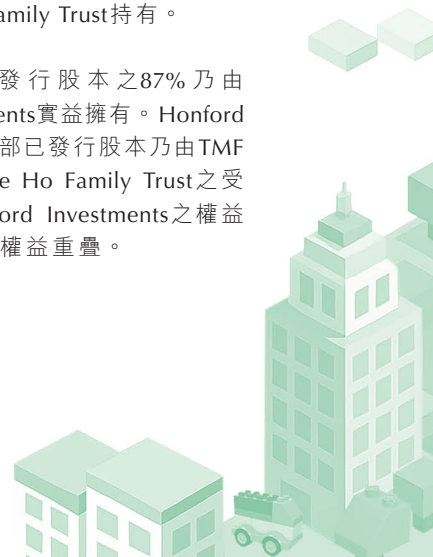 amily Trust持有。
發行股本之87%乃由
ents實益擁有。Honford
部已發行股本乃由TMF
e Ho Family Trust之受
ord Investments之權益
權益重疊。